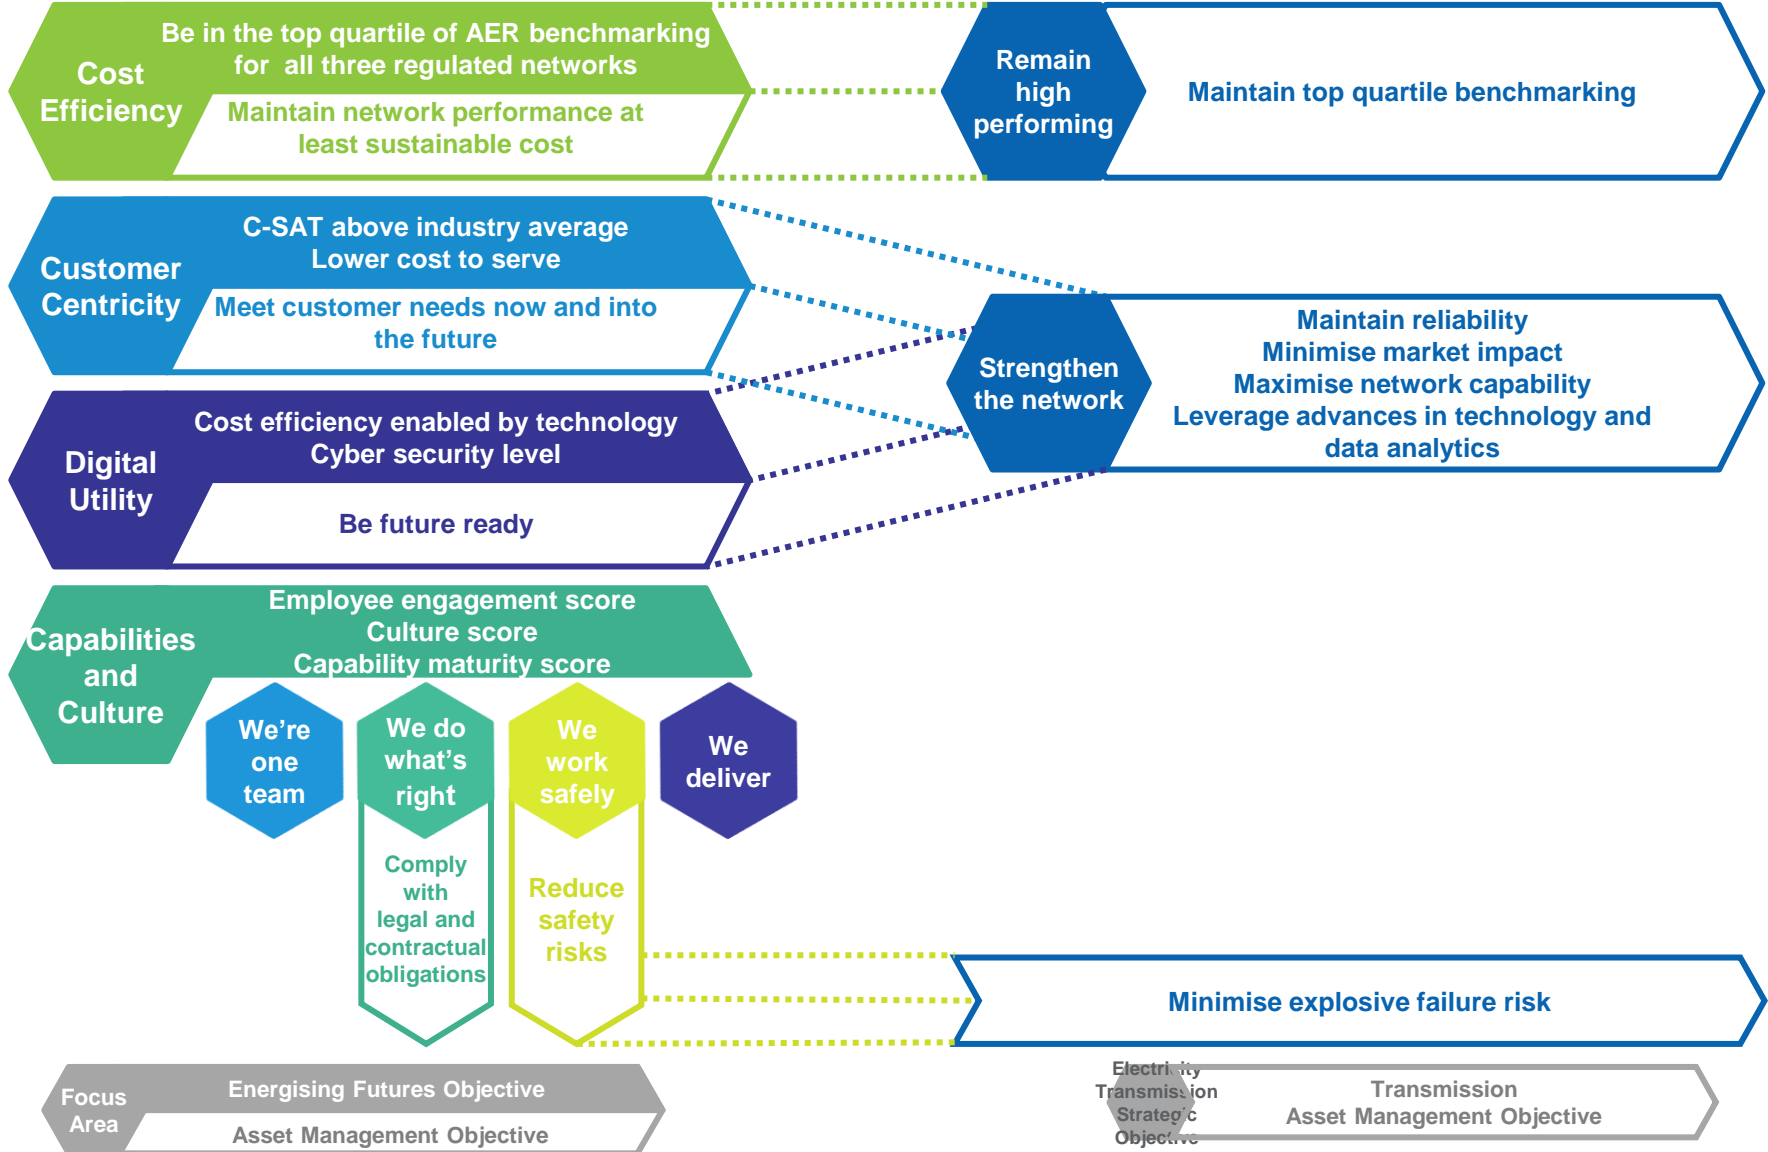 Cost
Efficiency
Be in the top quartile of AER benchmarking
for all three regulated networks
Maintain network performance at
least sustainable cost
Remain
high
performing
Maintain top quartile benchmarking
Customer
Centricity
C-SAT above industry average
Lower cost to serve
Meet customer needs now and into
the future
Strengthen
the network
Maintain reliability
Minimise market impact
Maximise network capability
Leverage advances in technology and
data analytics
Digital
Utility
Cost efficiency enabled by technology
Cyber security level
Be future ready
Capabilities
and
Culture
Employee engagement score
Culture score
Capability maturity score
We're
one
team
We do
what's
right
We
work
safely
We
deliver
Comply
with
legal and
contractual
obligations
Reduce
safety
risks
Minimise explosive failure risk
Focus
Area
Energising Futures Objective
Asset Management Objective
Electricity
Transmission
Strategic
Objective
Transmission
Asset Management Objective